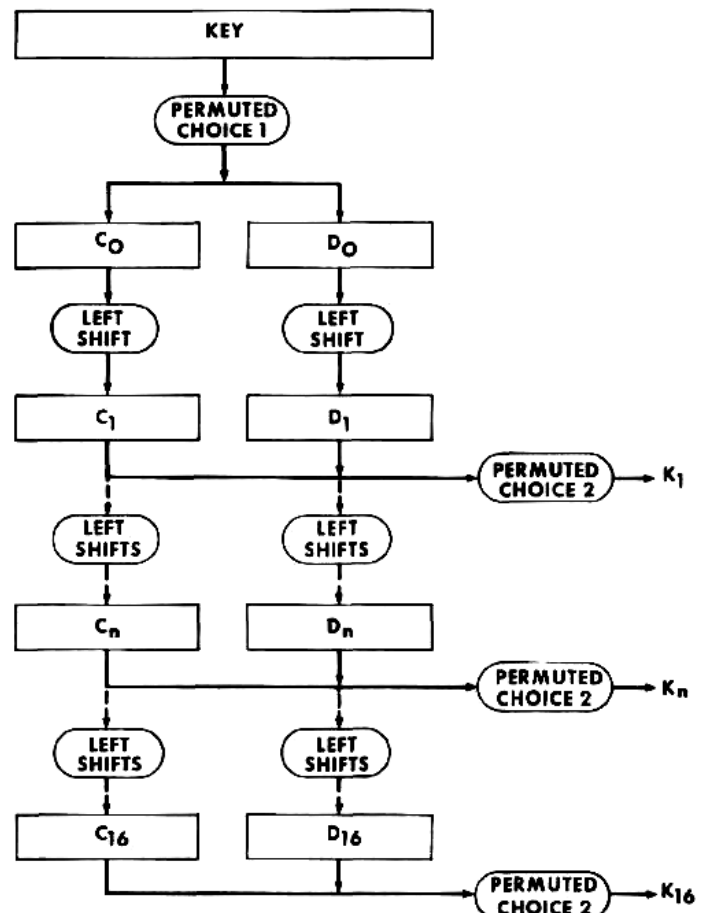 KEY
PERMUTED
CHOICE 1
C0
D0
LEFT
SHIFT
LEFT
SHIFT
C1
D1
PERMUTED
CHOICE 2
K1
LEFT
SHIFTS
LEFT
SHIFTS
Cn
Dn
PERMUTED
CHOICE 2
Kn
LEFT
SHIFTS
LEFT
SHIFTS
C16
D16
PERMUTED
CHOICE 2
K16